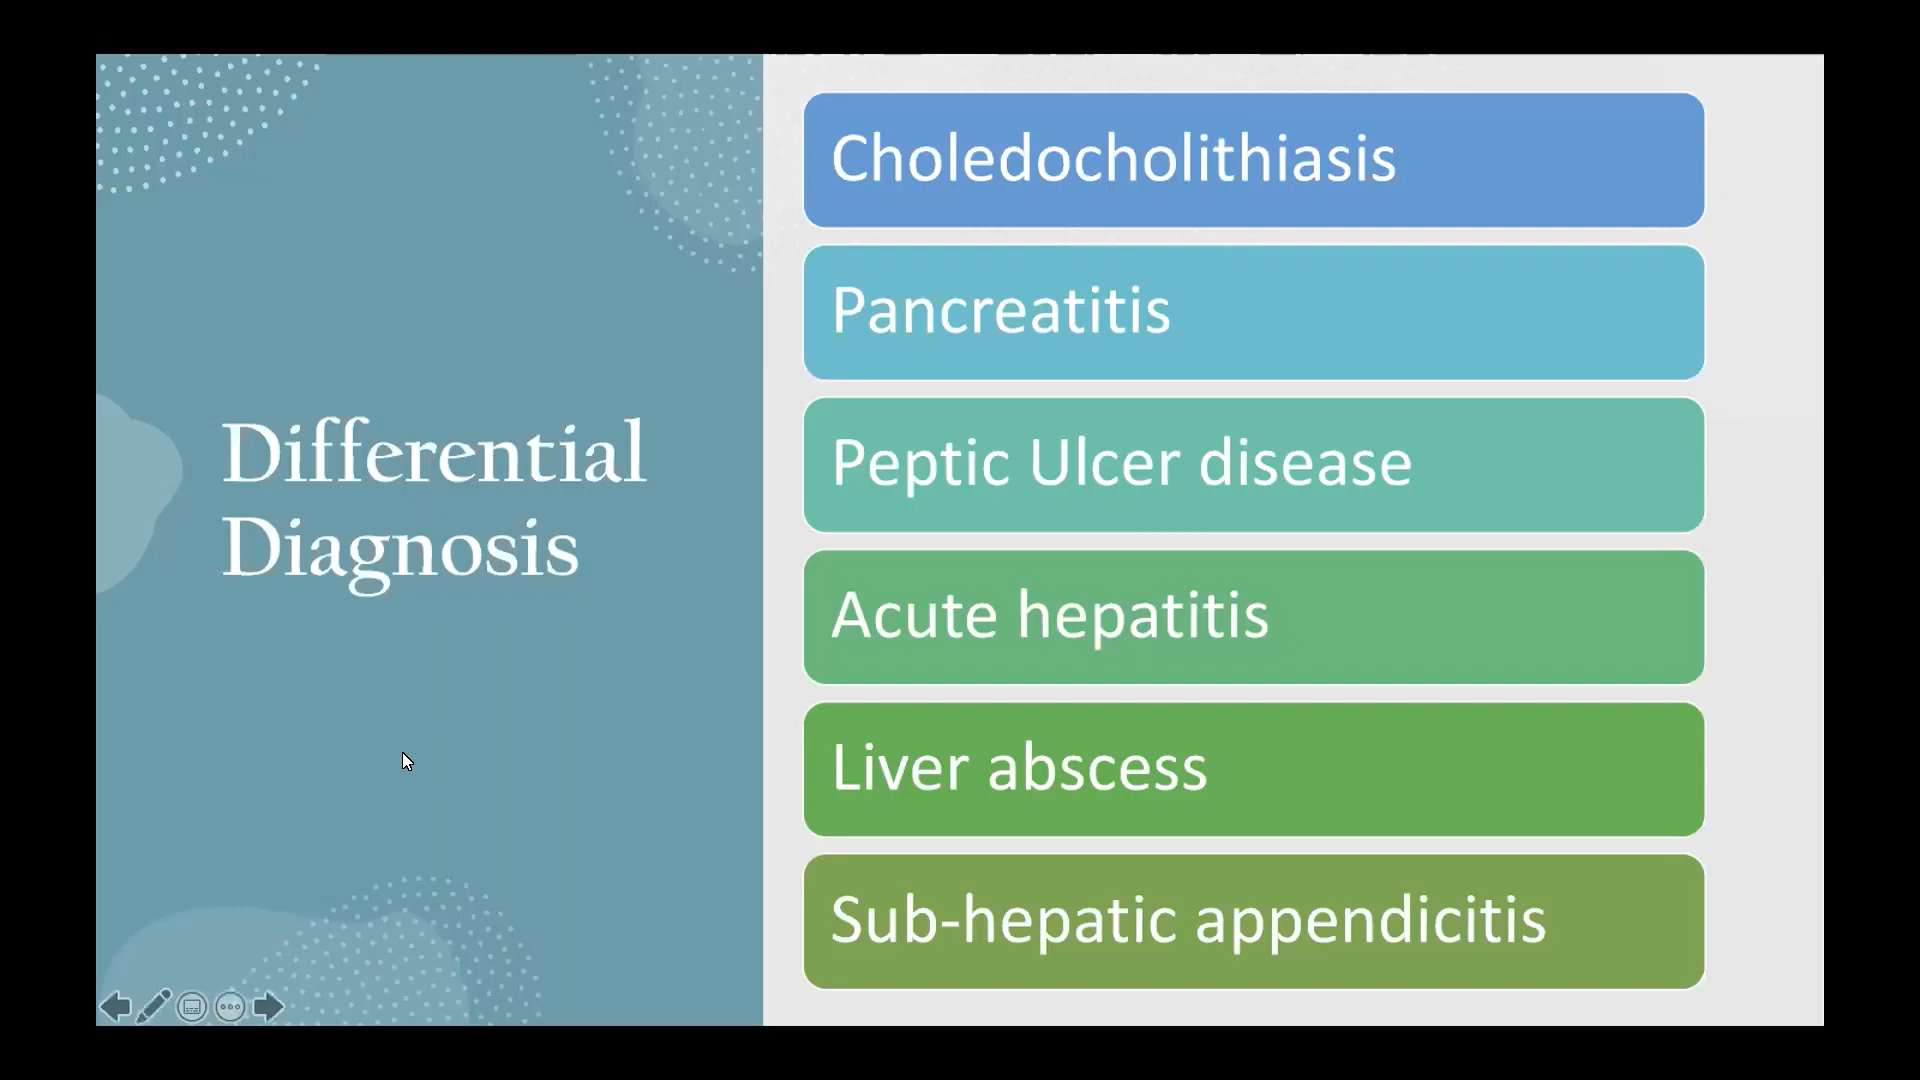 Differential
Diagnosis
Choledocholithiasis
Pancreatitis
Peptic Ulcer disease
Acute hepatitis
Liver abscess
Sub-hepatic appendicitis